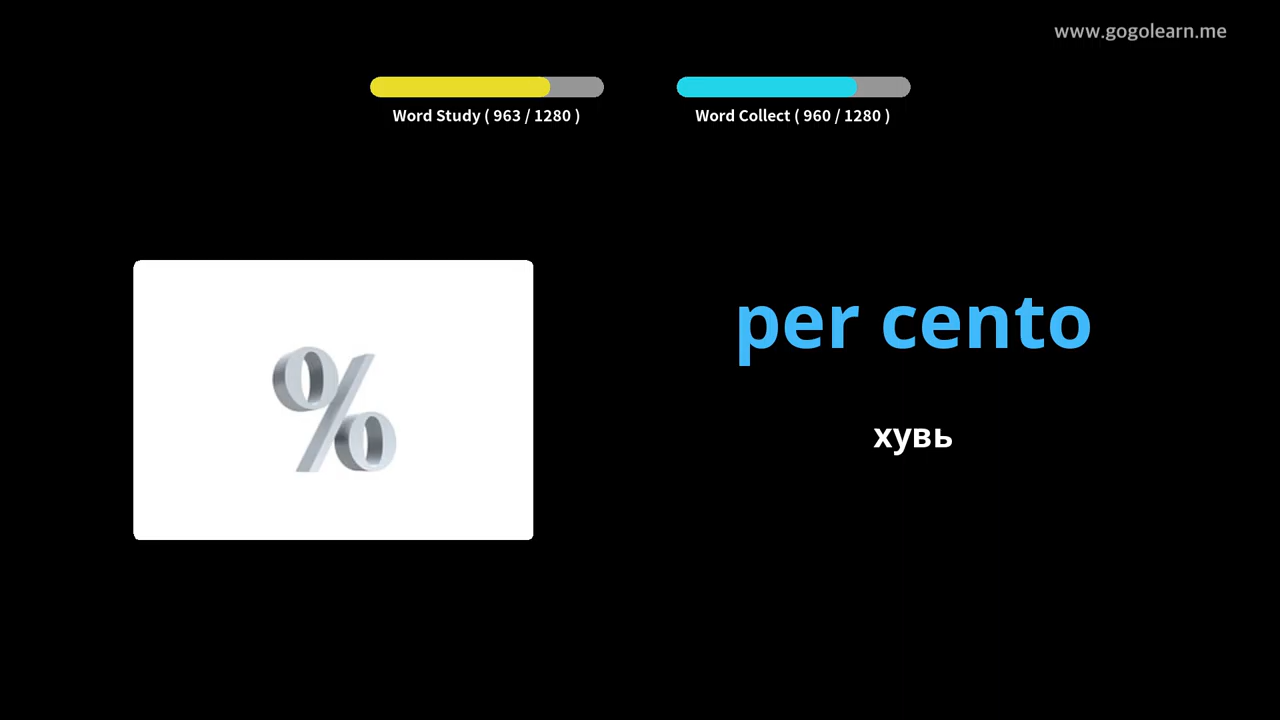 www.gogolearn.me
Word Study ( 963 / 1280 )
Word Collect ( 960 / 1280 )
%
per cento
хувь